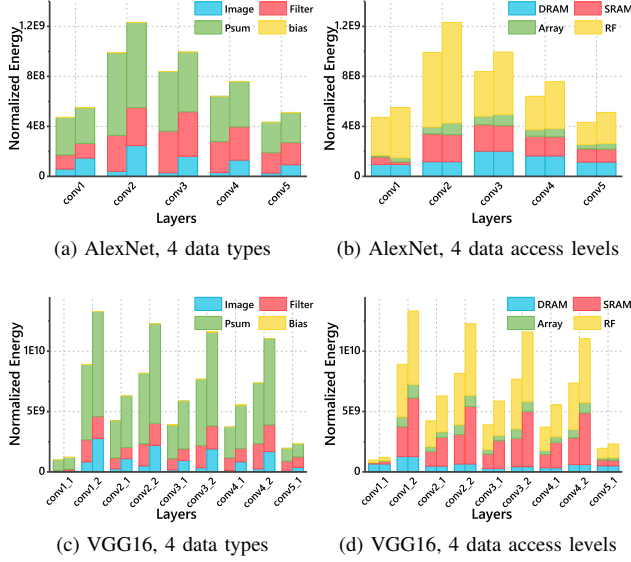 Image Filter
Psum bias
Normalized Energy
1.2E9
8E8
4E8
0
conv1 conv2 conv3 conv4 conv5
Layers
(a) AlexNet, 4 data types
DRAM SRAM
Array RF
Normalized Energy
1.2E9
8E8
4E8
0
conv1 conv2 conv3 conv4 conv5
Layers
(b) AlexNet, 4 data access levels
Image Filter
Psum Bias
Normalized Energy
1E10
5E9
0
conv1_1 conv1_2 conv2_1 conv2_2 conv3_1 conv3_2 conv4_1 conv4_2 conv5_1
Layers
(c) VGG16, 4 data types
DRAM SRAM
Array RF
Normalized Energy
1E10
5E9
0
conv1_1 conv1_2 conv2_1 conv2_2 conv3_1 conv3_2 conv4_1 conv4_2 conv5_1
Layers
(d) VGG16, 4 data access levels